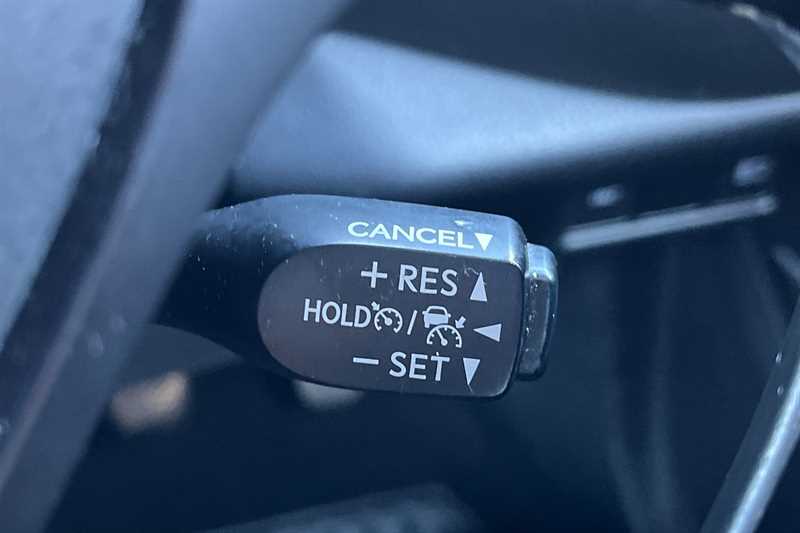 CANCEL
+ RES
HOLD /
− SET